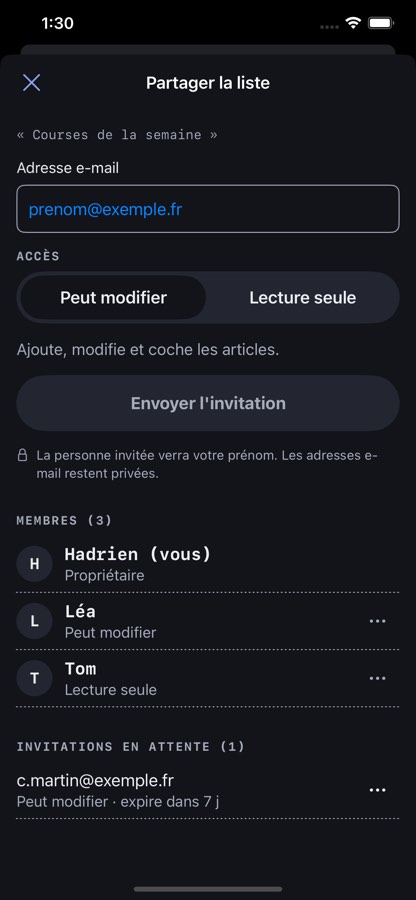 1:30
Partager la liste
« Courses de la semaine »
Adresse e-mail
prenom@exemple.fr
ACCÈS
Peut modifier
Lecture seule
Ajoute, modifie et coche les articles.
Envoyer l'invitation
La personne invitée verra votre prénom. Les adresses e-
mail restent privées.
MEMBRES (3)
H
Hadrien (vous)
Propriétaire
L
Léa
Peut modifier
T
Tom
Lecture seule
INVITATIONS EN ATTENTE (1)
c.martin@exemple.fr
Peut modifier · expire dans 7 j